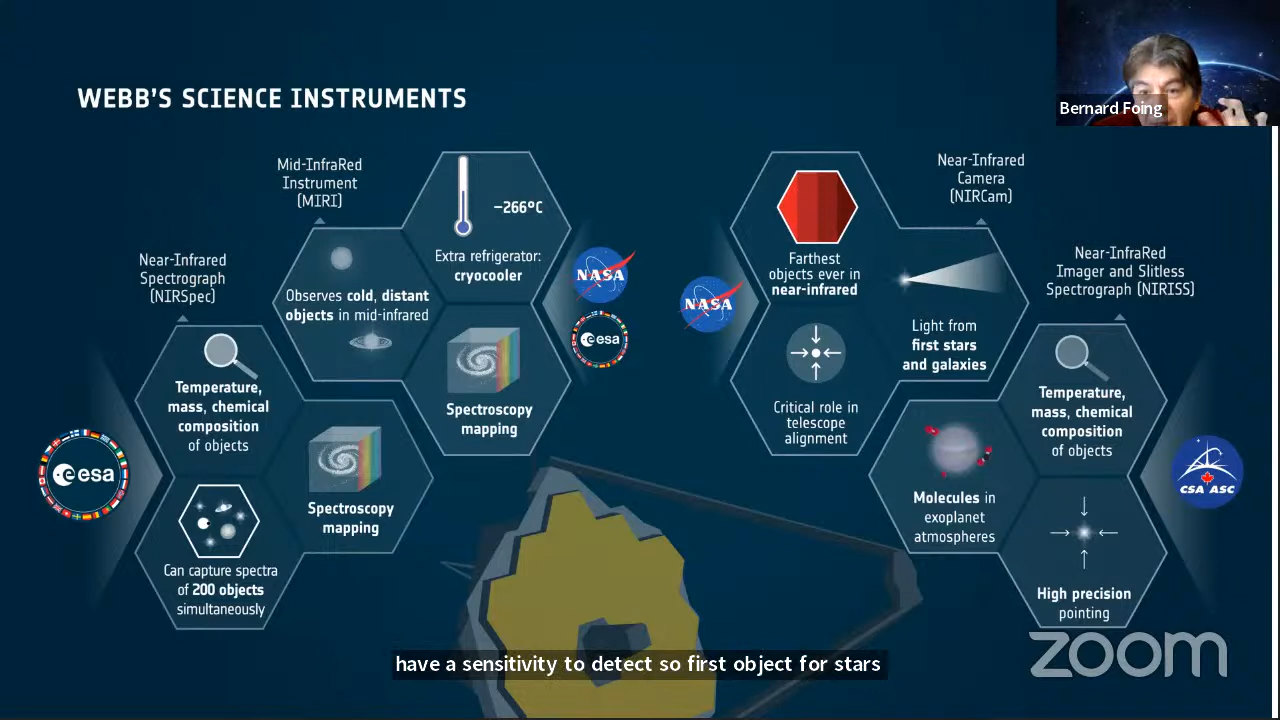 WEBB'S SCIENCE INSTRUMENTS
Bernard Foing
Near-Infrared
Spectrograph
(NIRSpec)
Temperature,
mass, chemical
composition
of objects
Can capture spectra
of 200 objects
simultaneously
Spectroscopy
mapping
esa
Mid-InfraRed
Instrument
(MIRI)
Observes cold, distant
objects in mid-infrared
−266°C
Extra refrigerator:
cryocooler
Spectroscopy
mapping
NASA
esa
NASA
Near-Infrared
Camera
(NIRCam)
Farthest
objects ever in
near-infrared
Light from
first stars
and galaxies
Critical role in
telescope
alignment
Near-InfraRed
Imager and Slitless
Spectrograph (NIRISS)
Temperature,
mass, chemical
composition
of objects
Molecules in
exoplanet
atmospheres
High precision
pointing
CSA ASC
zoom
have a sensitivity to detect so first object for stars